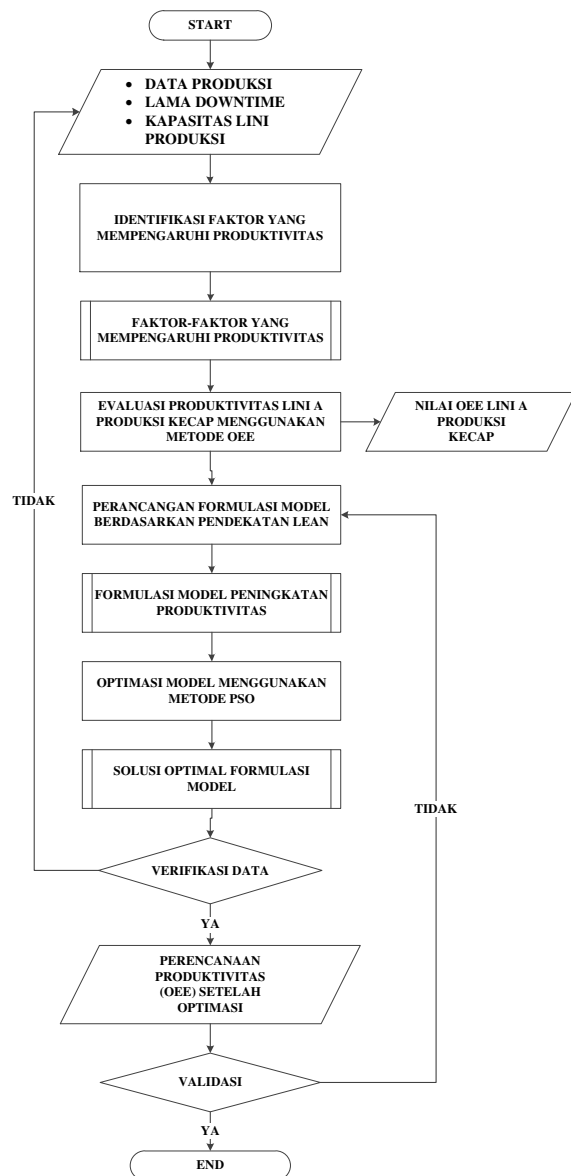 START
• DATA PRODUKSI
• LAMA DOWNTIME
• KAPASITAS LINI
PRODUKSI
IDENTIFIKASI FAKTOR YANG
MEMPENGARUHI PRODUKTIVITAS
FAKTOR-FAKTOR YANG
MEMPENGARUHI PRODUKTIVITAS
EVALUASI PRODUKTIVITAS LINI A
PRODUKSI KECAP MENGGUNAKAN
METODE OEE
NILAI OEE LINI A
PRODUKSI
KECAP
TIDAK
PERANCANGAN FORMULASI MODEL
BERDASARKAN PENDEKATAN LEAN
FORMULASI MODEL PENINGKATAN
PRODUKTIVITAS
OPTIMASI MODEL MENGGUNAKAN
METODE PSO
SOLUSI OPTIMAL FORMULASI
MODEL
TIDAK
VERIFIKASI DATA
YA
PERENCANAAN
PRODUKTIVITAS
(OEE) SETELAH
OPTIMASI
VALIDASI
YA
END